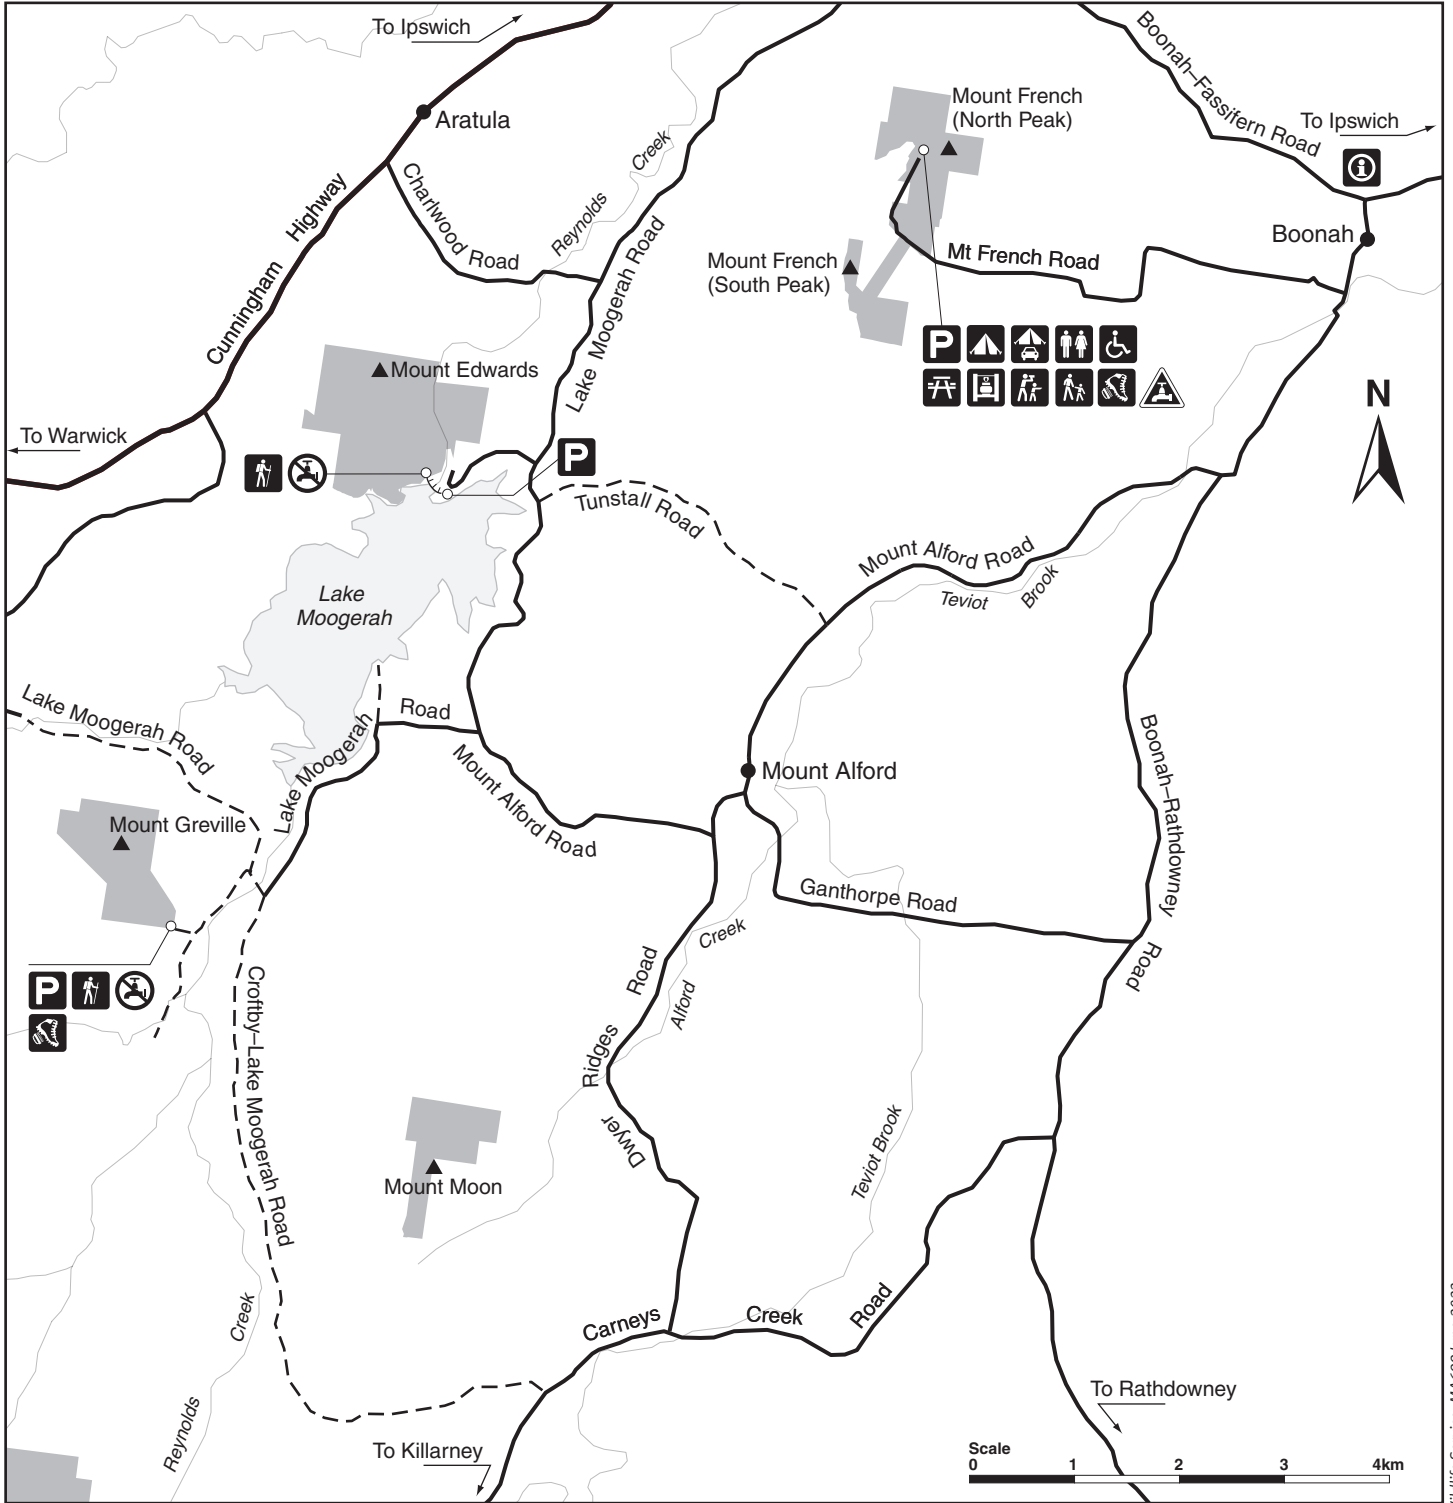 To Ipswich
Aratula
Cunningham Highway
Charlwood Road
Reynolds Creek
Lake Moogerah Road
Mount French
(North Peak)
Boonah–Fassifern Road
To Ipswich
Boonah
Mount French
(South Peak)
Mt French Road
P
Mount Edwards
To Warwick
P
N
Tunstall Road
Mount Alford Road
Teviot Brook
Lake
Moogerah
Lake Moogerah Road
Lake Moogerah Road
Mount Alford Road
Mount Alford
Boonah–Rathdowney Road
Mount Greville
Ganthorpe Road
P
Croftby–Lake Moogerah Road
Dwyer Ridges Road
Alford Creek
Teviot Brook
Mount Moon
Reynolds Creek
Carneys Creek Road
To Killarney
To Rathdowney
Scale
0 1 2 3 4km